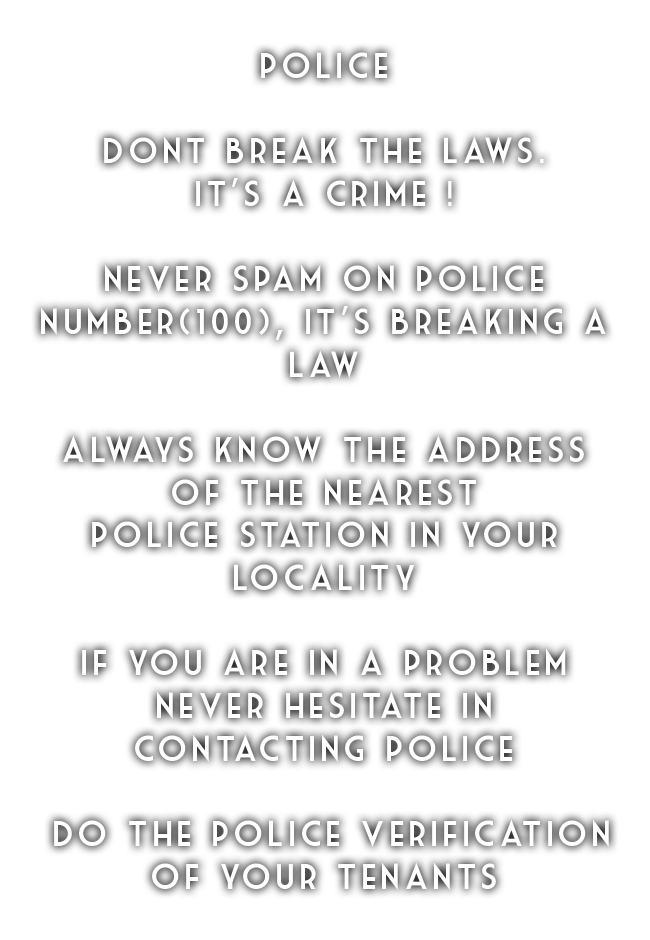 POLICE
DONT BREAK THE LAWS.
IT'S A CRIME !
NEVER SPAM ON POLICE
NUMBER(100), IT'S BREAKING A
LAW
ALWAYS KNOW THE ADDRESS
OF THE NEAREST
POLICE STATION IN YOUR
LOCALITY
IF YOU ARE IN A PROBLEM
NEVER HESITATE IN
CONTACTING POLICE
DO THE POLICE VERIFICATION
OF YOUR TENANTS